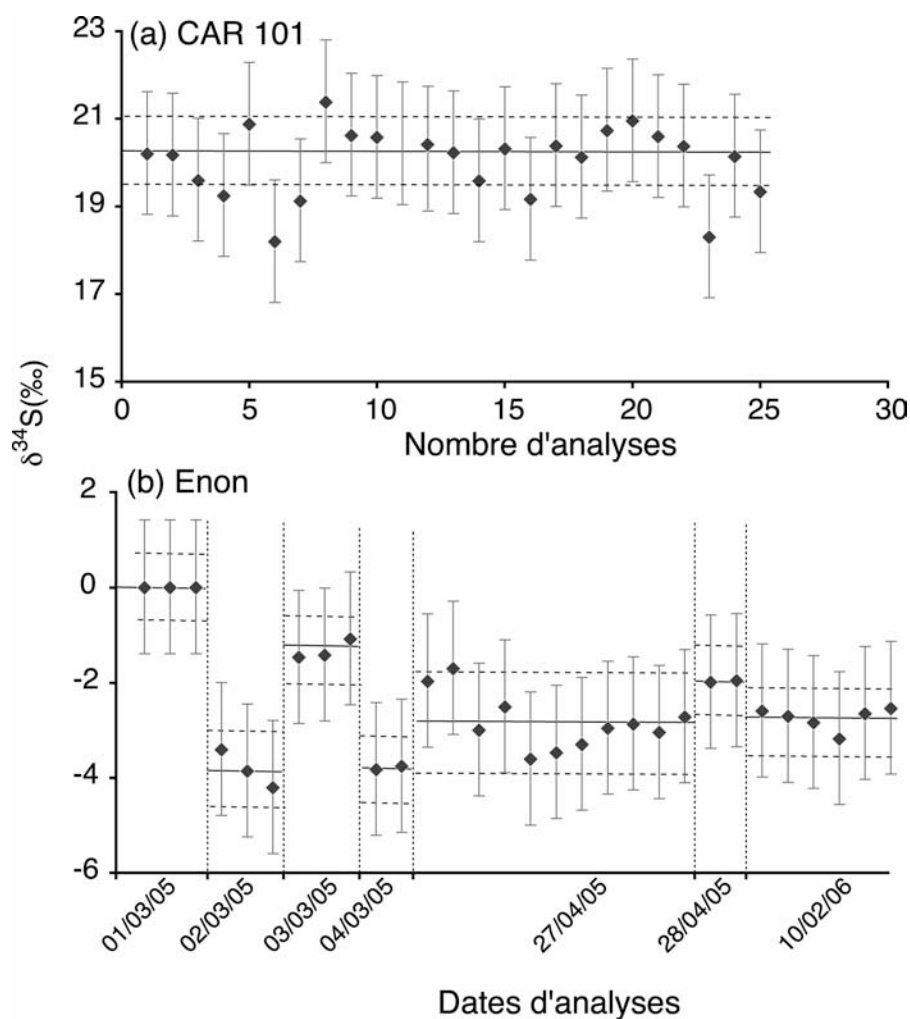 (a) CAR 101
23
21
19
17
15
0 5 10 15 20 25 30
Nombre d'analyses
δ³⁴S(‰)
(b) Enon
2
0
-2
-4
-6
01/03/05 02/03/05 03/03/05 04/03/05 27/04/05 28/04/05 10/02/06
Dates d'analyses